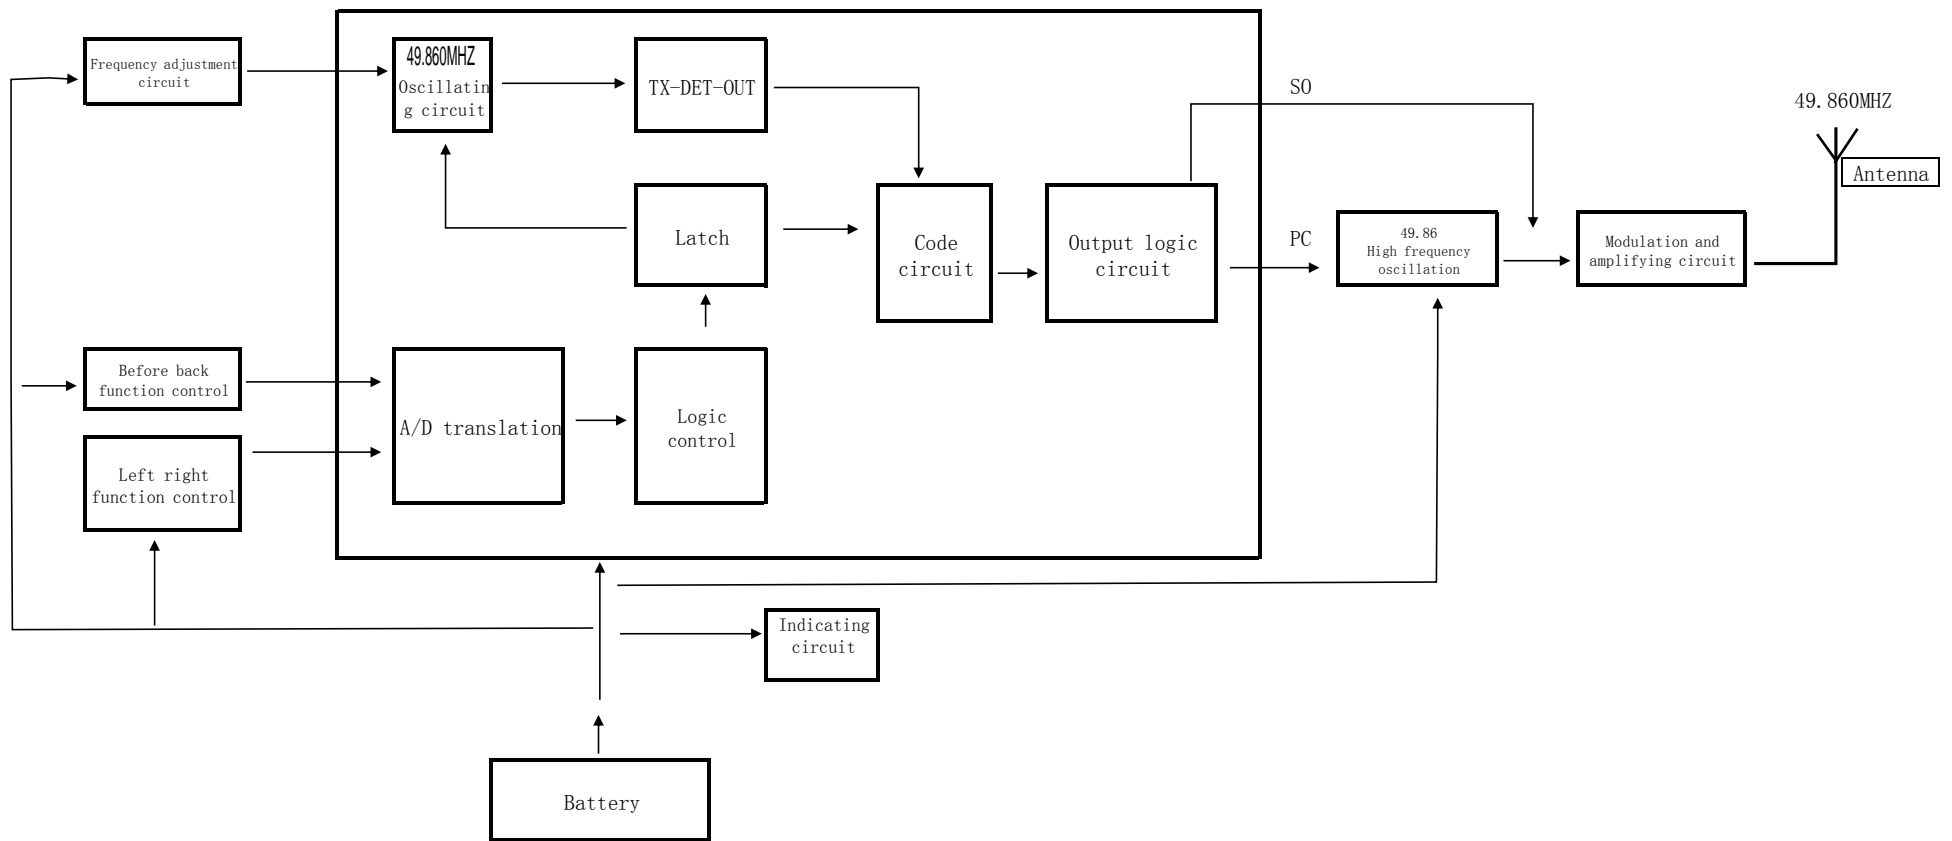 Frequency adjustment
circuit
49.860MHZ
Oscillatin
g circuit
TX-DET-OUT
SO
49.860MHZ
Antenna
Latch
Code
circuit
Output logic
circuit
PC
49.86
High frequency
oscillation
Modulation and
amplifying circuit
Before back
function control
A/D translation
Logic
control
Left right
function control
Indicating
circuit
Battery